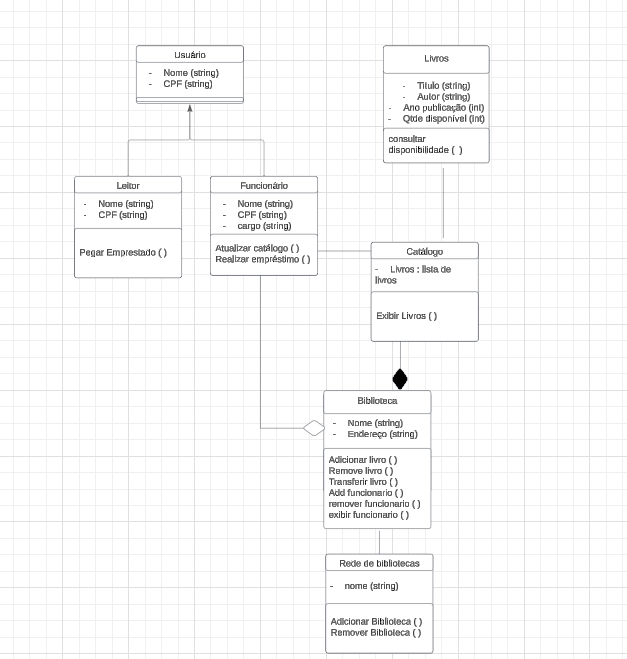 Usuário
- Nome (string)
- CPF (string)
Livros
- Titulo (string)
- Autor (string)
- Ano publicação (int)
- Qtde disponível (int)
consultar
disponibilidade ( )
Leitor
- Nome (string)
- CPF (string)
Pegar Emprestado ( )
Funcionário
- Nome (string)
- CPF (string)
- cargo (string)
Atualizar catálogo ( )
Realizar empréstimo ( )
Catálogo
- Livros : lista de
livros
Exibir Livros ( )
Biblioteca
- Nome (string)
- Endereço (string)
Adicionar livro ( )
Remove livro ( )
Transferir livro ( )
Add funcionario ( )
remover funcionario ( )
exibir funcionario ( )
Rede de bibliotecas
- nome (string)
Adicionar Biblioteca ( )
Remover Biblioteca ( )